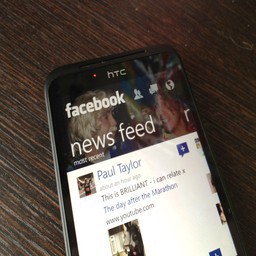 hTC
facebook
news feed r
most recent
Paul Taylor
about an hour ago
This is BRILLIANT - i can relate x
The day after the Marathon
www.youtube.com